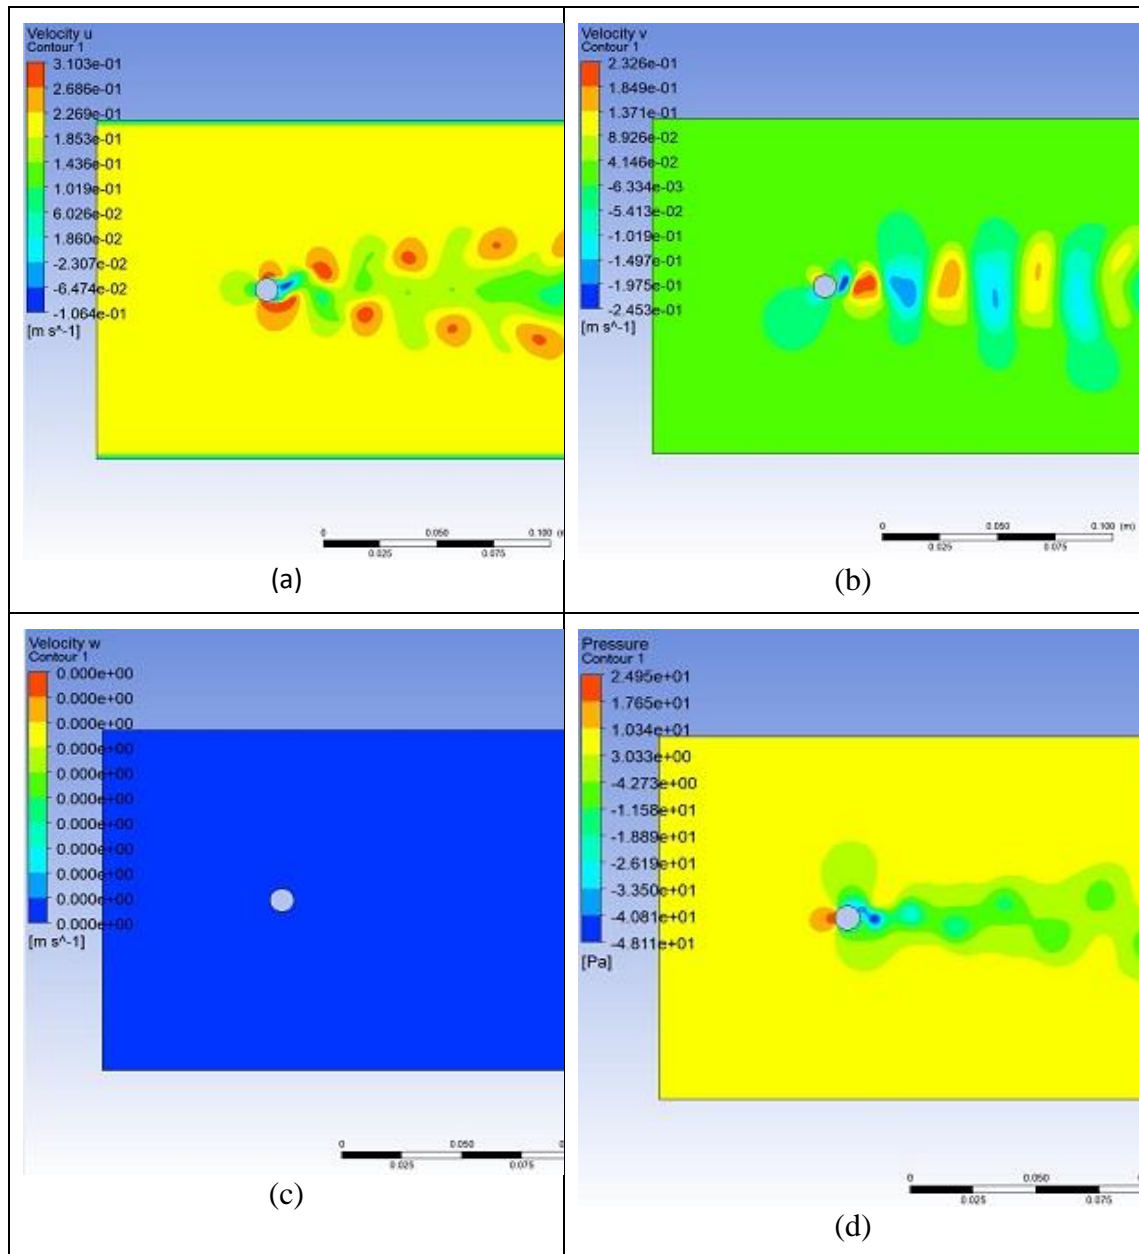 Velocity u
Contour 1
3.103e-01
2.686e-01
2.269e-01
1.853e-01
1.436e-01
1.019e-01
6.026e-02
1.860e-02
-2.307e-02
-6.474e-02
-1.064e-01
[m s^-1]
0 0.050 0.100 (m
0.025 0.075
(a)
Velocity v
Contour 1
2.326e-01
1.849e-01
1.371e-01
8.926e-02
4.146e-02
-6.334e-03
-5.413e-02
-1.019e-01
-1.497e-01
-1.975e-01
-2.453e-01
[m s^-1]
0 0.050 0.100 (m)
0.025 0.075
(b)
Velocity w
Contour 1
0.000e+00
0.000e+00
0.000e+00
0.000e+00
0.000e+00
0.000e+00
0.000e+00
0.000e+00
0.000e+00
0.000e+00
0.000e+00
[m s^-1]
0 0.050
0.025 0.075
(c)
Pressure
Contour 1
2.495e+01
1.765e+01
1.034e+01
3.033e+00
-4.273e+00
-1.158e+01
-1.889e+01
-2.619e+01
-3.350e+01
-4.081e+01
-4.811e+01
[Pa]
0 0.050
0.025 0.075
(d)